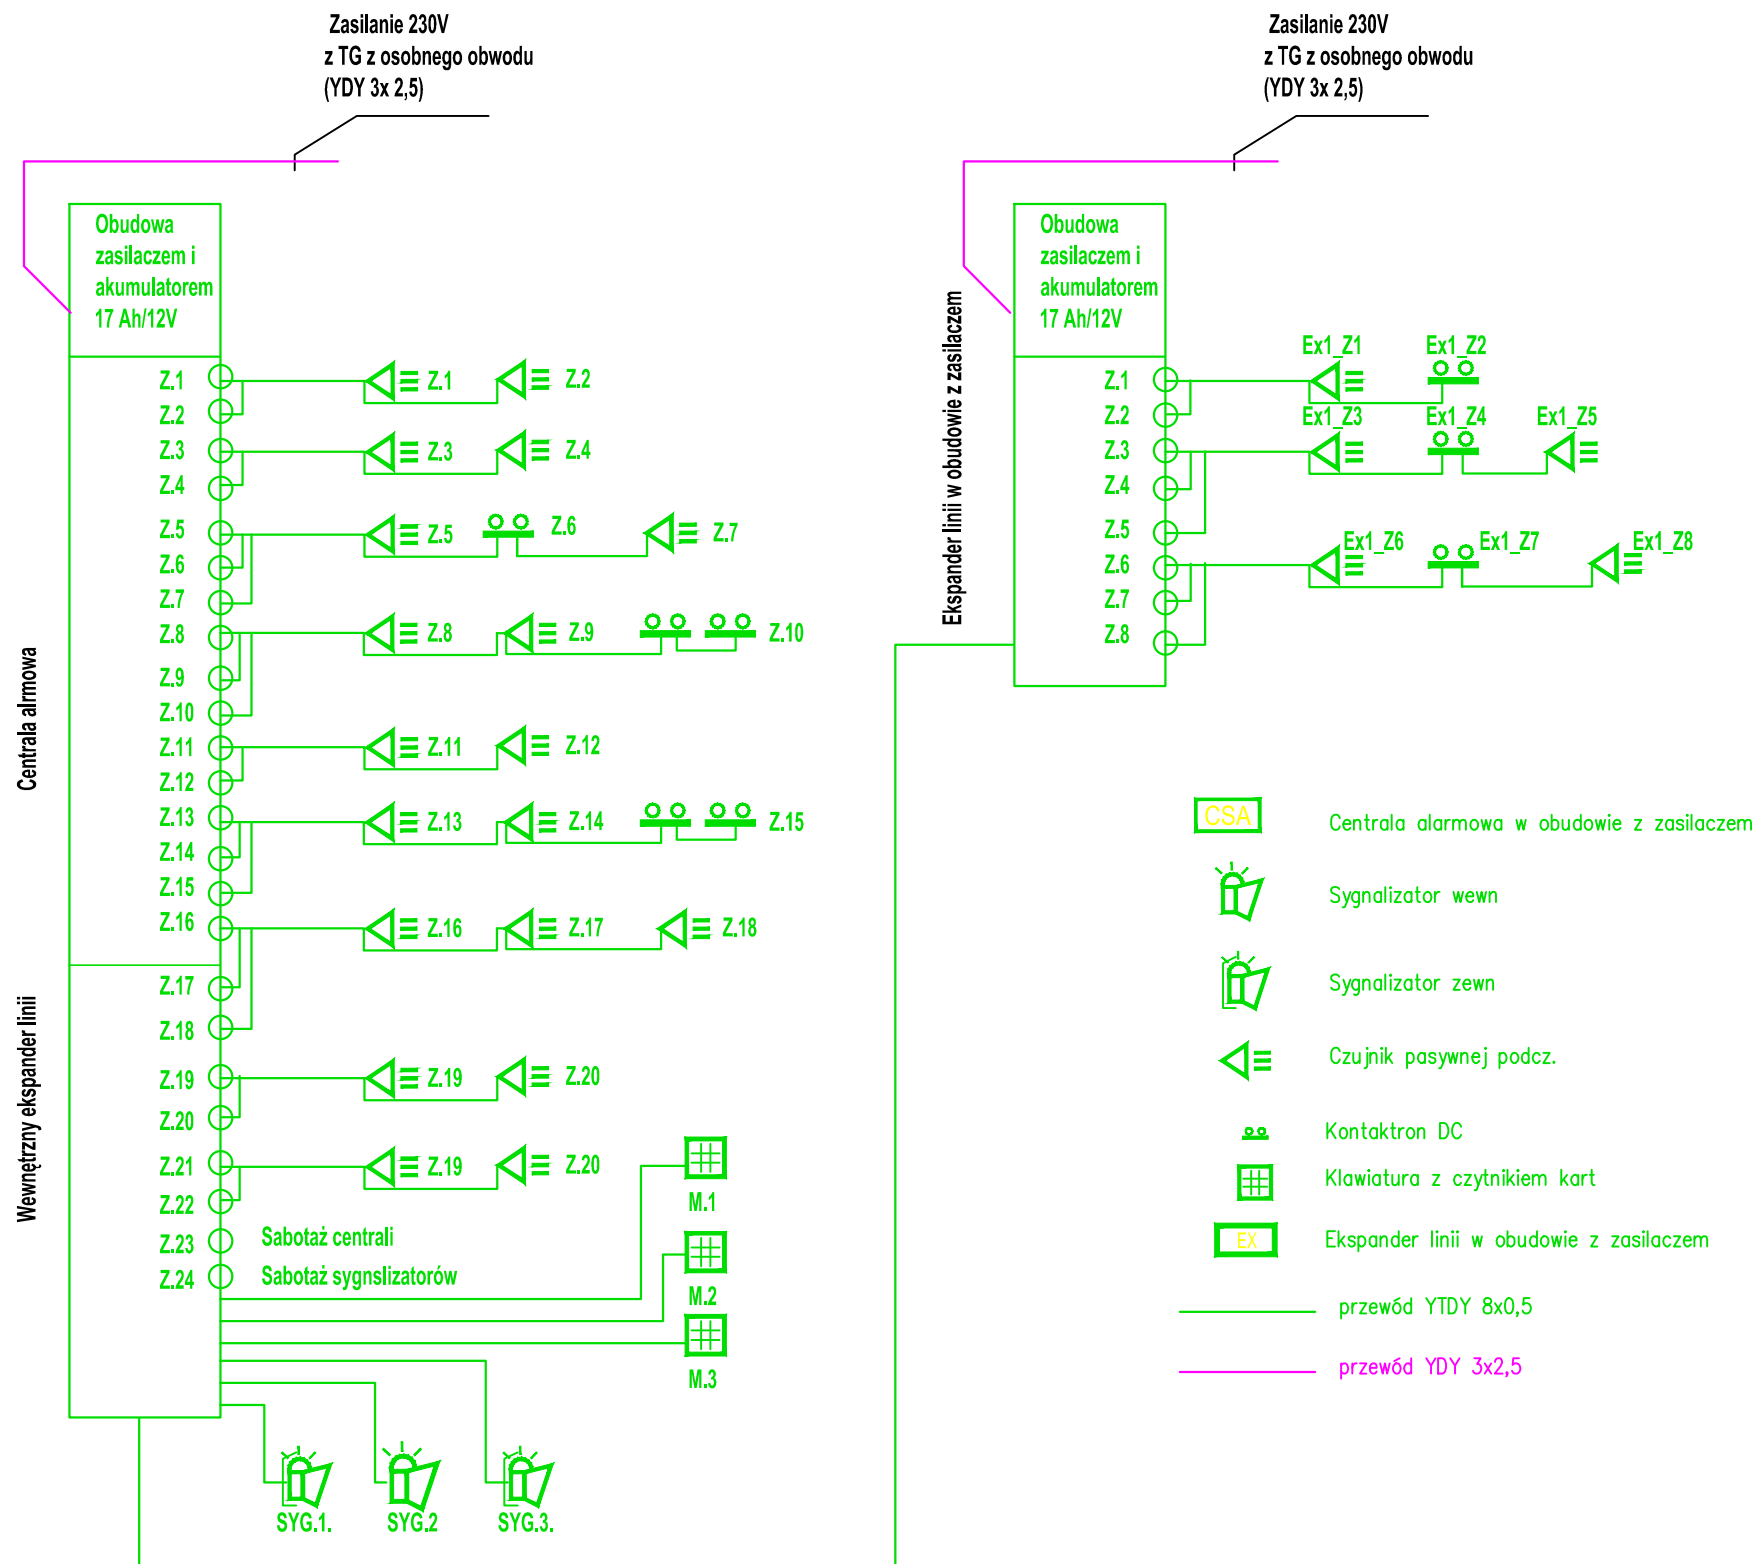 Zasilanie 230V
z TG z osobnego obwodu
(YDY 3x 2,5)
Obudowa
zasilaczem i
akumulatorem
17 Ah/12V
Centrala alrmowa
Wewnętrzny ekspander linii
Z.1
Z.1
Z.2
Z.2
Z.3
Z.3
Z.4
Z.4
Z.5
Z.5
Z.6
Z.7
Z.6
Z.7
Z.8
Z.8
Z.9
Z.10
Z.9
Z.10
Z.11
Z.11
Z.12
Z.12
Z.13
Z.13
Z.14
Z.15
Z.14
Z.15
Z.16
Z.16
Z.17
Z.18
Z.17
Z.18
Z.19
Z.19
Z.20
Z.20
Z.21
Z.19
Z.20
Z.22
Z.23
Sabotaż centrali
Z.24
Sabotaż sygnslizatorów
M.1
M.2
M.3
SYG.1.
SYG.2
SYG.3.
Zasilanie 230V
z TG z osobnego obwodu
(YDY 3x 2,5)
Obudowa
zasilaczem i
akumulatorem
17 Ah/12V
Ekspander linii w obudowie z zasilaczem
Ex1_Z1
Ex1_Z2
Z.1
Z.2
Ex1_Z3
Ex1_Z4
Ex1_Z5
Z.3
Z.4
Z.5
Ex1_Z6
Ex1_Z7
Ex1_Z8
Z.6
Z.7
Z.8
CSA
Centrala alarmowa w obudowie z zasilaczem
Sygnalizator wewn
Sygnalizator zewn
Czujnik pasywnej podcz.
Kontaktron DC
Klawiatura z czytnikiem kart
EX
Ekspander linii w obudowie z zasilaczem
przewód YTDY 8x0,5
przewód YDY 3x2,5